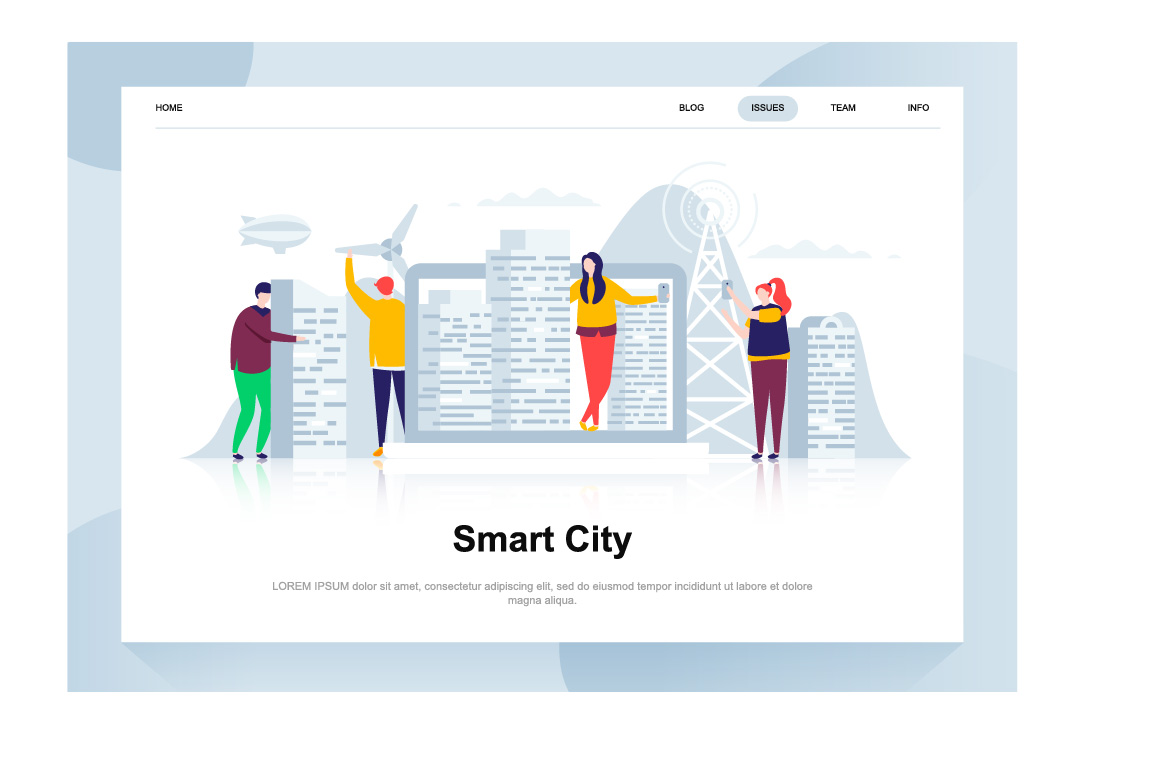 HOME BLOG ISSUES TEAM INFO
Smart City
LOREM IPSUM dolor sit amet, consectetur adipiscing elit, sed do eiusmod tempor incididunt ut labore et dolore
magna aliqua.